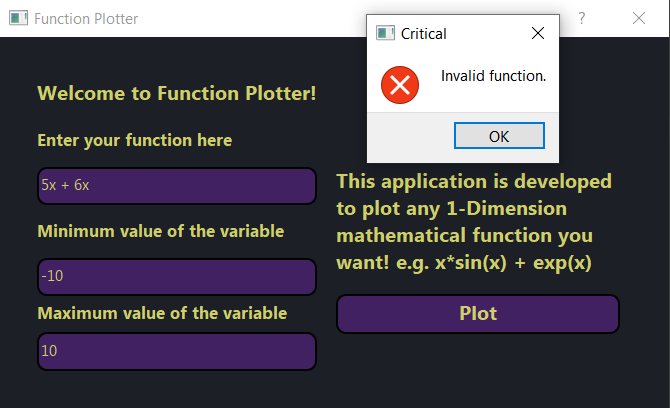 Function Plotter
?
Critical
Invalid function.
OK
Welcome to Function Plotter!
Enter your function here
5x + 6x
Minimum value of the variable
-10
Maximum value of the variable
10
This application is developed
to plot any 1-Dimension
mathematical function you
want! e.g. x*sin(x) + exp(x)
Plot